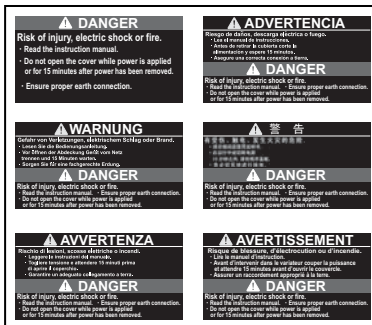 DANGER
Risk of injury, electric shock or fire.
· Read the instruction manual.
· Do not open the cover while power is applied
or for 15 minutes after power has been removed.
· Ensure proper earth connection.
ADVERTENCIA
Riesgo de daños, descarga eléctrica o fuego.
· Lea el manual de instrucciones.
· Antes de retirar la cubierta corte la
alimentación y espere 15 minutos.
· Asegure una correcta conexión a tierra.
DANGER
Risk of injury, electric shock or fire.
· Read the instruction manual. · Ensure proper earth connection.
· Do not open the cover while power is applied
or for 15 minutes after power has been removed.
WARNUNG
Gefahr von Verletzungen, elektrischem Schlag oder Brand.
· Lesen Sie die Bedienungsanleitung.
· Vor Öffnen der Abdeckung Gerät vom Netz
trennen und 15 Minuten warten.
· Sorgen Sie für eine fachgerechte Erdung.
DANGER
Risk of injury, electric shock or fire.
· Read the instruction manual. · Ensure proper earth connection.
· Do not open the cover while power is applied
or for 15 minutes after power has been removed.
警 告
DANGER
Risk of injury, electric shock or fire.
· Read the instruction manual. · Ensure proper earth connection.
· Do not open the cover while power is applied
or for 15 minutes after power has been removed.
AVVERTENZA
Rischio di lesioni, scosse elettriche o incendi.
· Leggere le istruzioni del manuale,
· Togliere tensione e attendere 15 minuti prima
di aprire il coperchio.
· Garantire un adeguato collegamento a terra.
DANGER
Risk of injury, electric shock or fire.
· Read the instruction manual. · Ensure proper earth connection.
· Do not open the cover while power is applied
or for 15 minutes after power has been removed.
AVERTISSEMENT
Risque de blessure, d'électrocution ou d'incendie.
· Lire le manuel d'instruction.
· Avant d'intervenir dans le variateur couper la puissance
et attendre 15 minutes avant d'ouvrir le couvercle.
· Assurer un raccordement approprié à la terre.
DANGER
Risk of injury, electric shock or fire.
· Read the instruction manual. · Ensure proper earth connection.
· Do not open the cover while power is applied
or for 15 minutes after power has been removed.